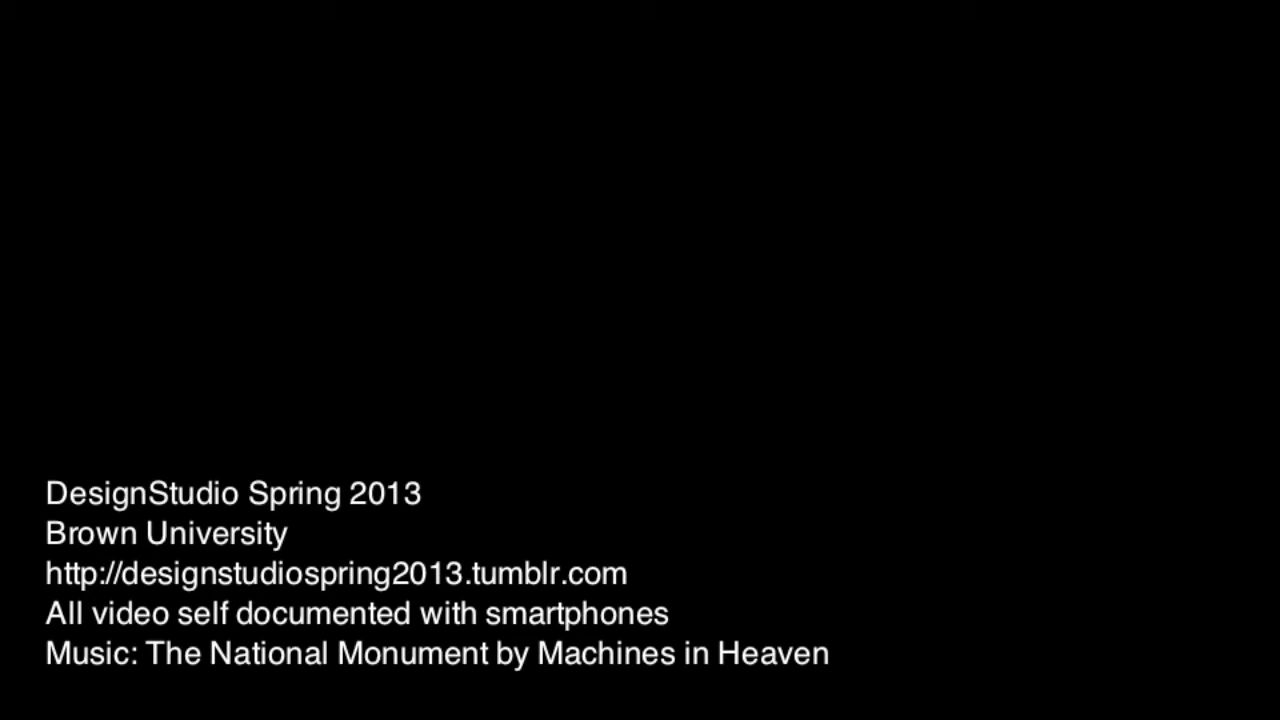 DesignStudio Spring 2013
Brown University
http://designstudiospring2013.tumblr.com
All video self documented with smartphones
Music: The National Monument by Machines in Heaven